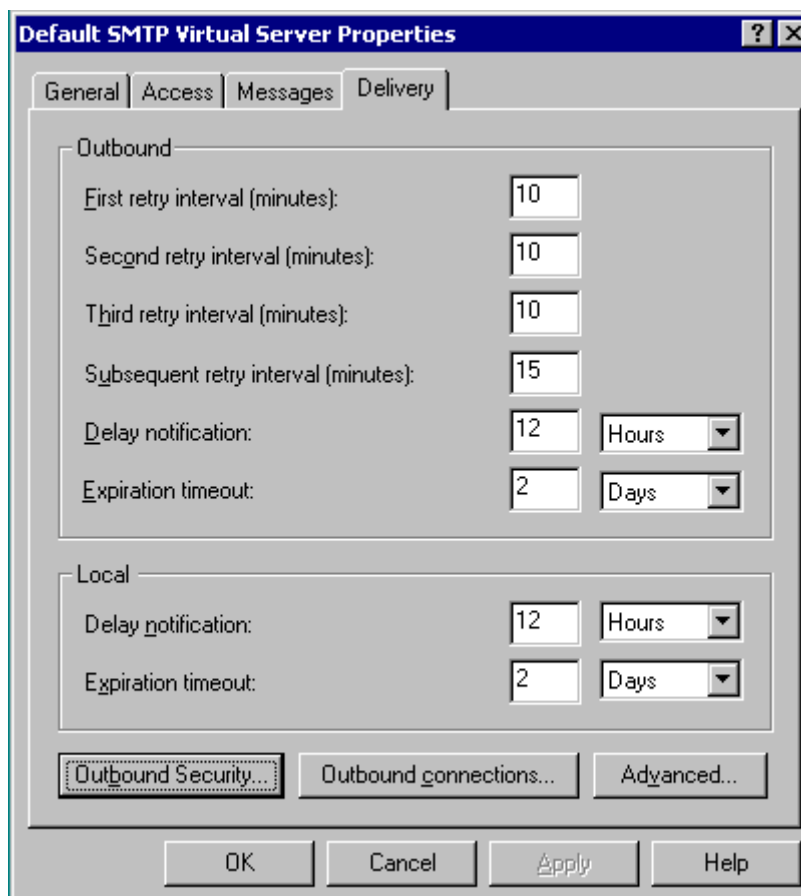 Default SMTP Virtual Server Properties
General Access Messages Delivery
Outbound
First retry interval (minutes): 10
Second retry interval (minutes): 10
Third retry interval (minutes): 10
Subsequent retry interval (minutes): 15
Delay notification: 12 Hours
Expiration timeout: 2 Days
Local
Delay notification: 12 Hours
Expiration timeout: 2 Days
Outbound Security... Outbound connections... Advanced...
OK Cancel Apply Help